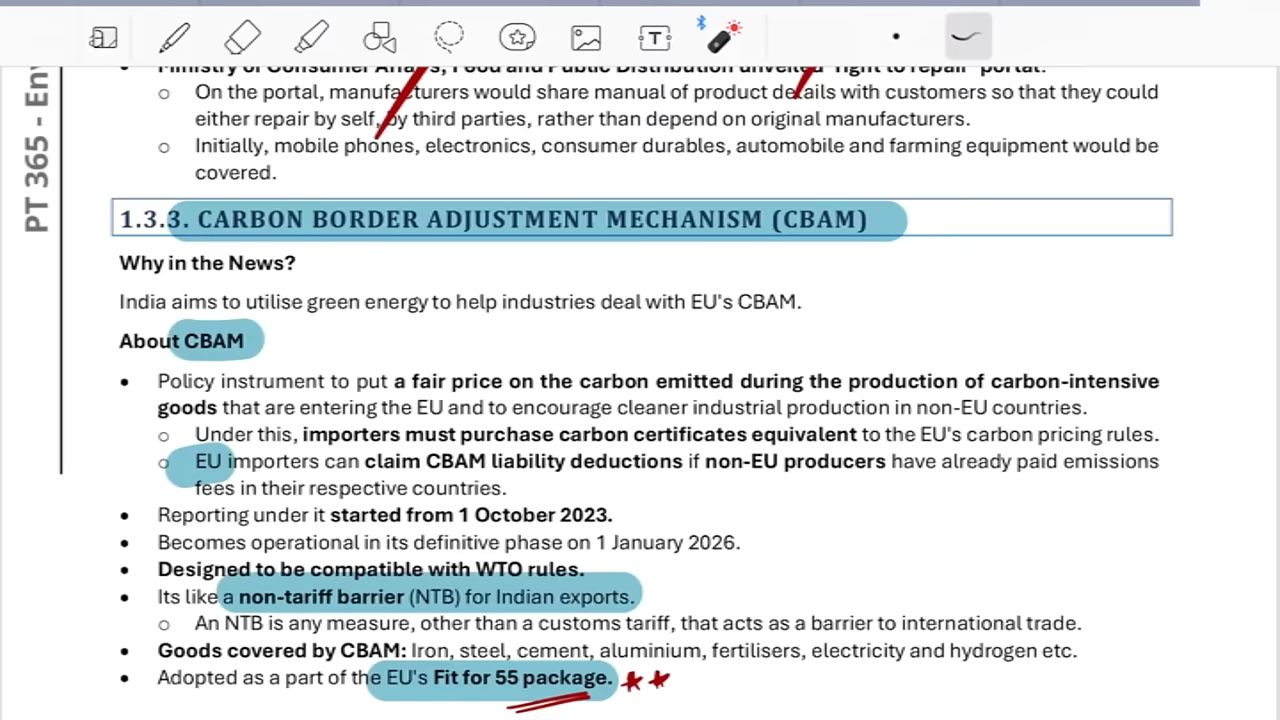 PT 365 - Env
Ministry of Consumer Affairs, Food and Public Distribution unveiled 'right to repair' portal.
On the portal, manufacturers would share manual of product details with customers so that they could
either repair by self, by third parties, rather than depend on original manufacturers.
Initially, mobile phones, electronics, consumer durables, automobile and farming equipment would be
covered.
1.3.3. CARBON BORDER ADJUSTMENT MECHANISM (CBAM)
Why in the News?
India aims to utilise green energy to help industries deal with EU's CBAM.
About CBAM
Policy instrument to put a fair price on the carbon emitted during the production of carbon-intensive
goods that are entering the EU and to encourage cleaner industrial production in non-EU countries.
Under this, importers must purchase carbon certificates equivalent to the EU's carbon pricing rules.
EU importers can claim CBAM liability deductions if non-EU producers have already paid emissions
fees in their respective countries.
Reporting under it started from 1 October 2023.
Becomes operational in its definitive phase on 1 January 2026.
Designed to be compatible with WTO rules.
Its like a non-tariff barrier (NTB) for Indian exports.
An NTB is any measure, other than a customs tariff, that acts as a barrier to international trade.
Goods covered by CBAM: Iron, steel, cement, aluminium, fertilisers, electricity and hydrogen etc.
Adopted as a part of the EU's Fit for 55 package.